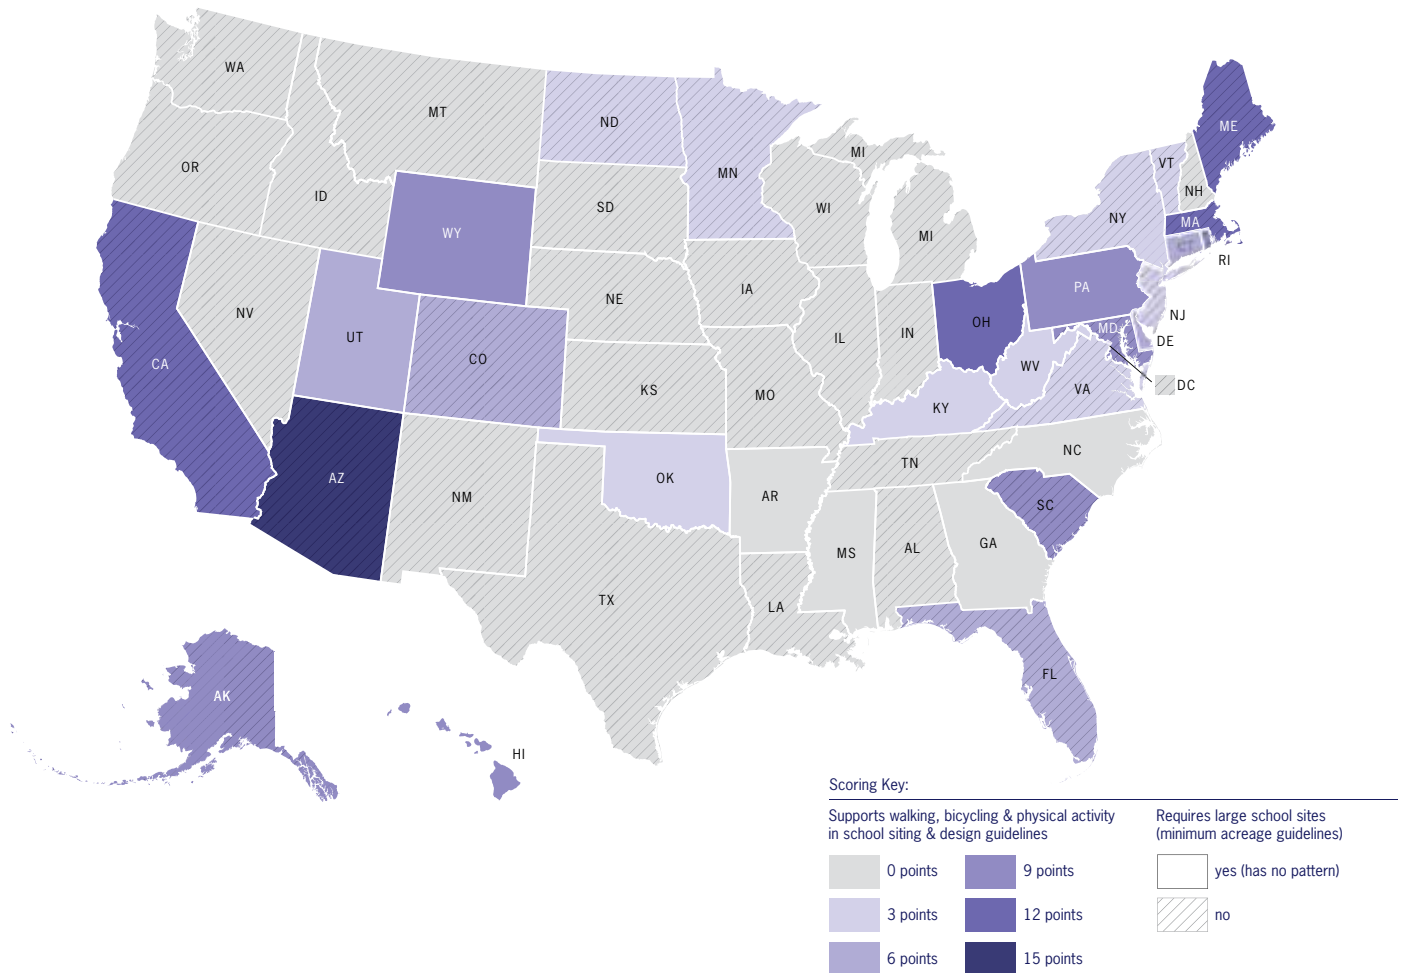 WA
MT
ND
MN
OR
ID
SD
WI
MI
MI
ME
VT
NH
NY
MA
CT
RI
WY
NV
UT
CO
NE
IA
IL
IN
OH
PA
NJ
MD
DE
DC
WV
VA
KY
CA
KS
MO
AZ
NM
OK
AR
TN
NC
SC
MS
AL
GA
TX
LA
FL
AK
HI
Scoring Key:
Supports walking, bicycling & physical activity
in school siting & design guidelines
0 points
3 points
6 points
9 points
12 points
15 points
Requires large school sites
(minimum acreage guidelines)
yes (has no pattern)
no